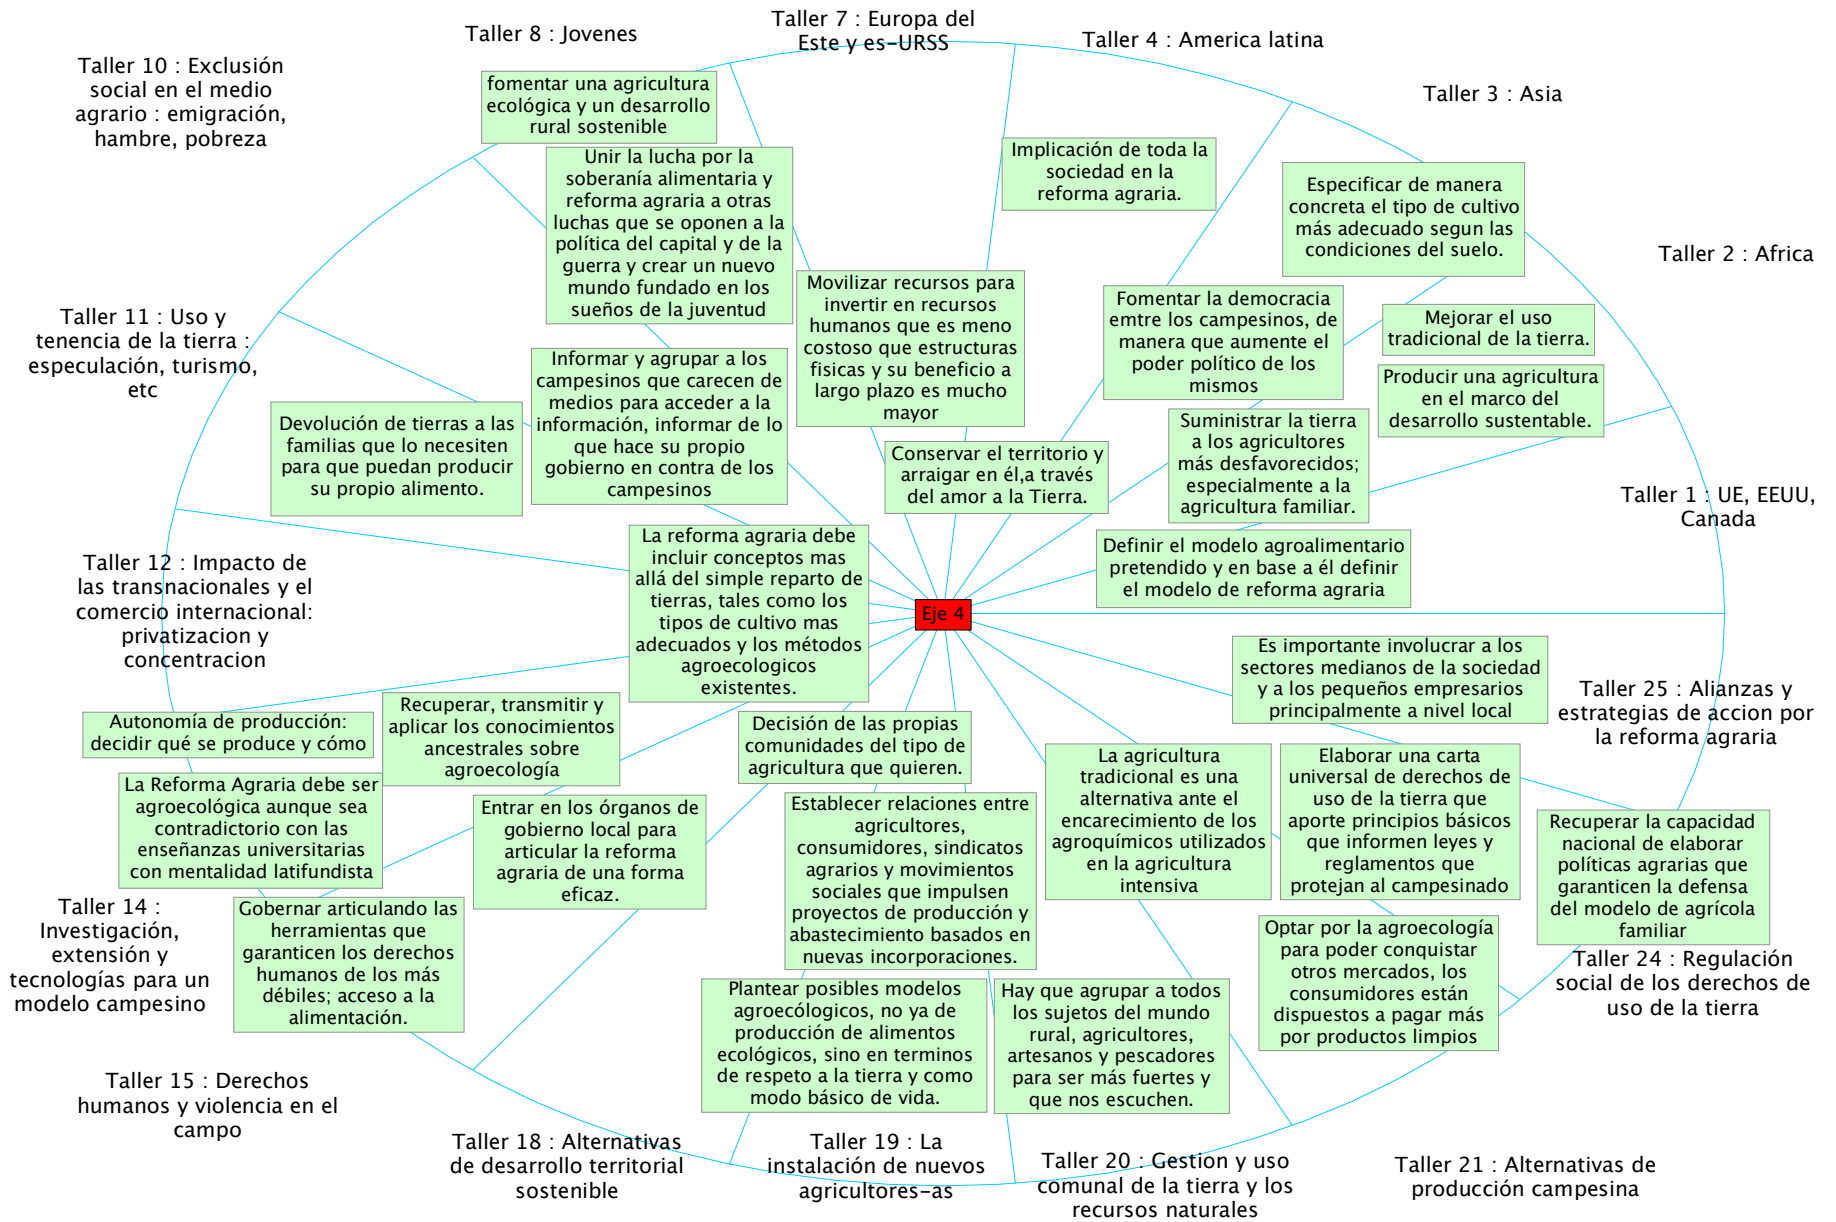 Taller 7 : Europa del
Este y es-URSS
Taller 8 : Jovenes
Taller 4 : America latina
Taller 10 : Exclusión
social en el medio
agrario : emigración,
hambre, pobreza
Taller 3 : Asia
fomentar una agricultura
ecológica y un desarrollo
rural sostenible
Implicación de toda la
sociedad en la
reforma agraria.
Unir la lucha por la
soberanía alimentaria y
reforma agraria a otras
luchas que se oponen a la
política del capital y de la
guerra y crear un nuevo
mundo fundado en los
sueños de la juventud
Especificar de manera
concreta el tipo de cultivo
más adecuado segun las
condiciones del suelo.
Taller 2 : Africa
Movilizar recursos para
invertir en recursos
humanos que es meno
costoso que estructuras
fisicas y su beneficio a
largo plazo es mucho
mayor
Fomentar la democracia
emtre los campesinos, de
manera que aumente el
poder político de los
mismos
Mejorar el uso
tradicional de la tierra.
Taller 11 : Uso y
tenencia de la tierra :
especulación, turismo,
etc
Informar y agrupar a los
campesinos que carecen de
medios para acceder a la
información, informar de lo
que hace su propio
gobierno en contra de los
campesinos
Producir una agricultura
en el marco del
desarrollo sustentable.
Devolución de tierras a las
familias que lo necesiten
para que puedan producir
su propio alimento.
Suministrar la tierra
a los agricultores
más desfavorecidos;
especialmente a la
agricultura familiar.
Conservar el territorio y
arraigar en él,a través
del amor a la Tierra.
Taller 1 : UE, EEUU,
Canada
La reforma agraria debe
incluir conceptos mas
allá del simple reparto de
tierras, tales como los
tipos de cultivo mas
adecuados y los métodos
agroecologicos
existentes.
Definir el modelo agroalimentario
pretendido y en base a él definir
el modelo de reforma agraria
Taller 12 : Impacto de
las transnacionales y el
comercio internacional:
privatizacion y
concentracion
Eje 4
Es importante involucrar a los
sectores medianos de la sociedad
y a los pequeños empresarios
principalmente a nivel local
Taller 25 : Alianzas y
estrategias de accion por
la reforma agraria
Recuperar, transmitir y
aplicar los conocimientos
ancestrales sobre
agroecología
Autonomía de producción:
decidir qué se produce y cómo
Decisión de las propias
comunidades del tipo de
agricultura que quieren.
La agricultura
tradicional es una
alternativa ante el
encarecimiento de los
agroquímicos utilizados
en la agricultura
intensiva
Elaborar una carta
universal de derechos de
uso de la tierra que
aporte principios básicos
que informen leyes y
reglamentos que
protejan al campesinado
La Reforma Agraria debe ser
agroecológica aunque sea
contradictorio con las
enseñanzas universitarias
con mentalidad latifundista
Entrar en los órganos de
gobierno local para
articular la reforma
agraria de una forma
eficaz.
Establecer relaciones entre
agricultores,
consumidores, sindicatos
agrarios y movimientos
sociales que impulsen
proyectos de producción y
abastecimiento basados en
nuevas incorporaciones.
Recuperar la capacidad
nacional de elaborar
políticas agrarias que
garanticen la defensa
del modelo de agrícola
familiar
Taller 14 :
Investigación,
extensión y
tecnologías para un
modelo campesino
Gobernar articulando las
herramientas que
garanticen los derechos
humanos de los más
débiles; acceso a la
alimentación.
Optar por la agroecología
para poder conquistar
otros mercados, los
consumidores están
dispuestos a pagar más
por productos limpios
Taller 24 : Regulación
social de los derechos de
uso de la tierra
Plantear posibles modelos
agroecólogicos, no ya de
producción de alimentos
ecológicos, sino en terminos
de respeto a la tierra y como
modo básico de vida.
Hay que agrupar a todos
los sujetos del mundo
rural, agricultores,
artesanos y pescadores
para ser más fuertes y
que nos escuchen.
Taller 15 : Derechos
humanos y violencia en el
campo
Taller 18 : Alternativas
de desarrollo territorial
sostenible
Taller 19 : La
instalación de nuevos
agricultores-as
Taller 20 : Gestion y uso
comunal de la tierra y los
recursos naturales
Taller 21 : Alternativas de
producción campesina